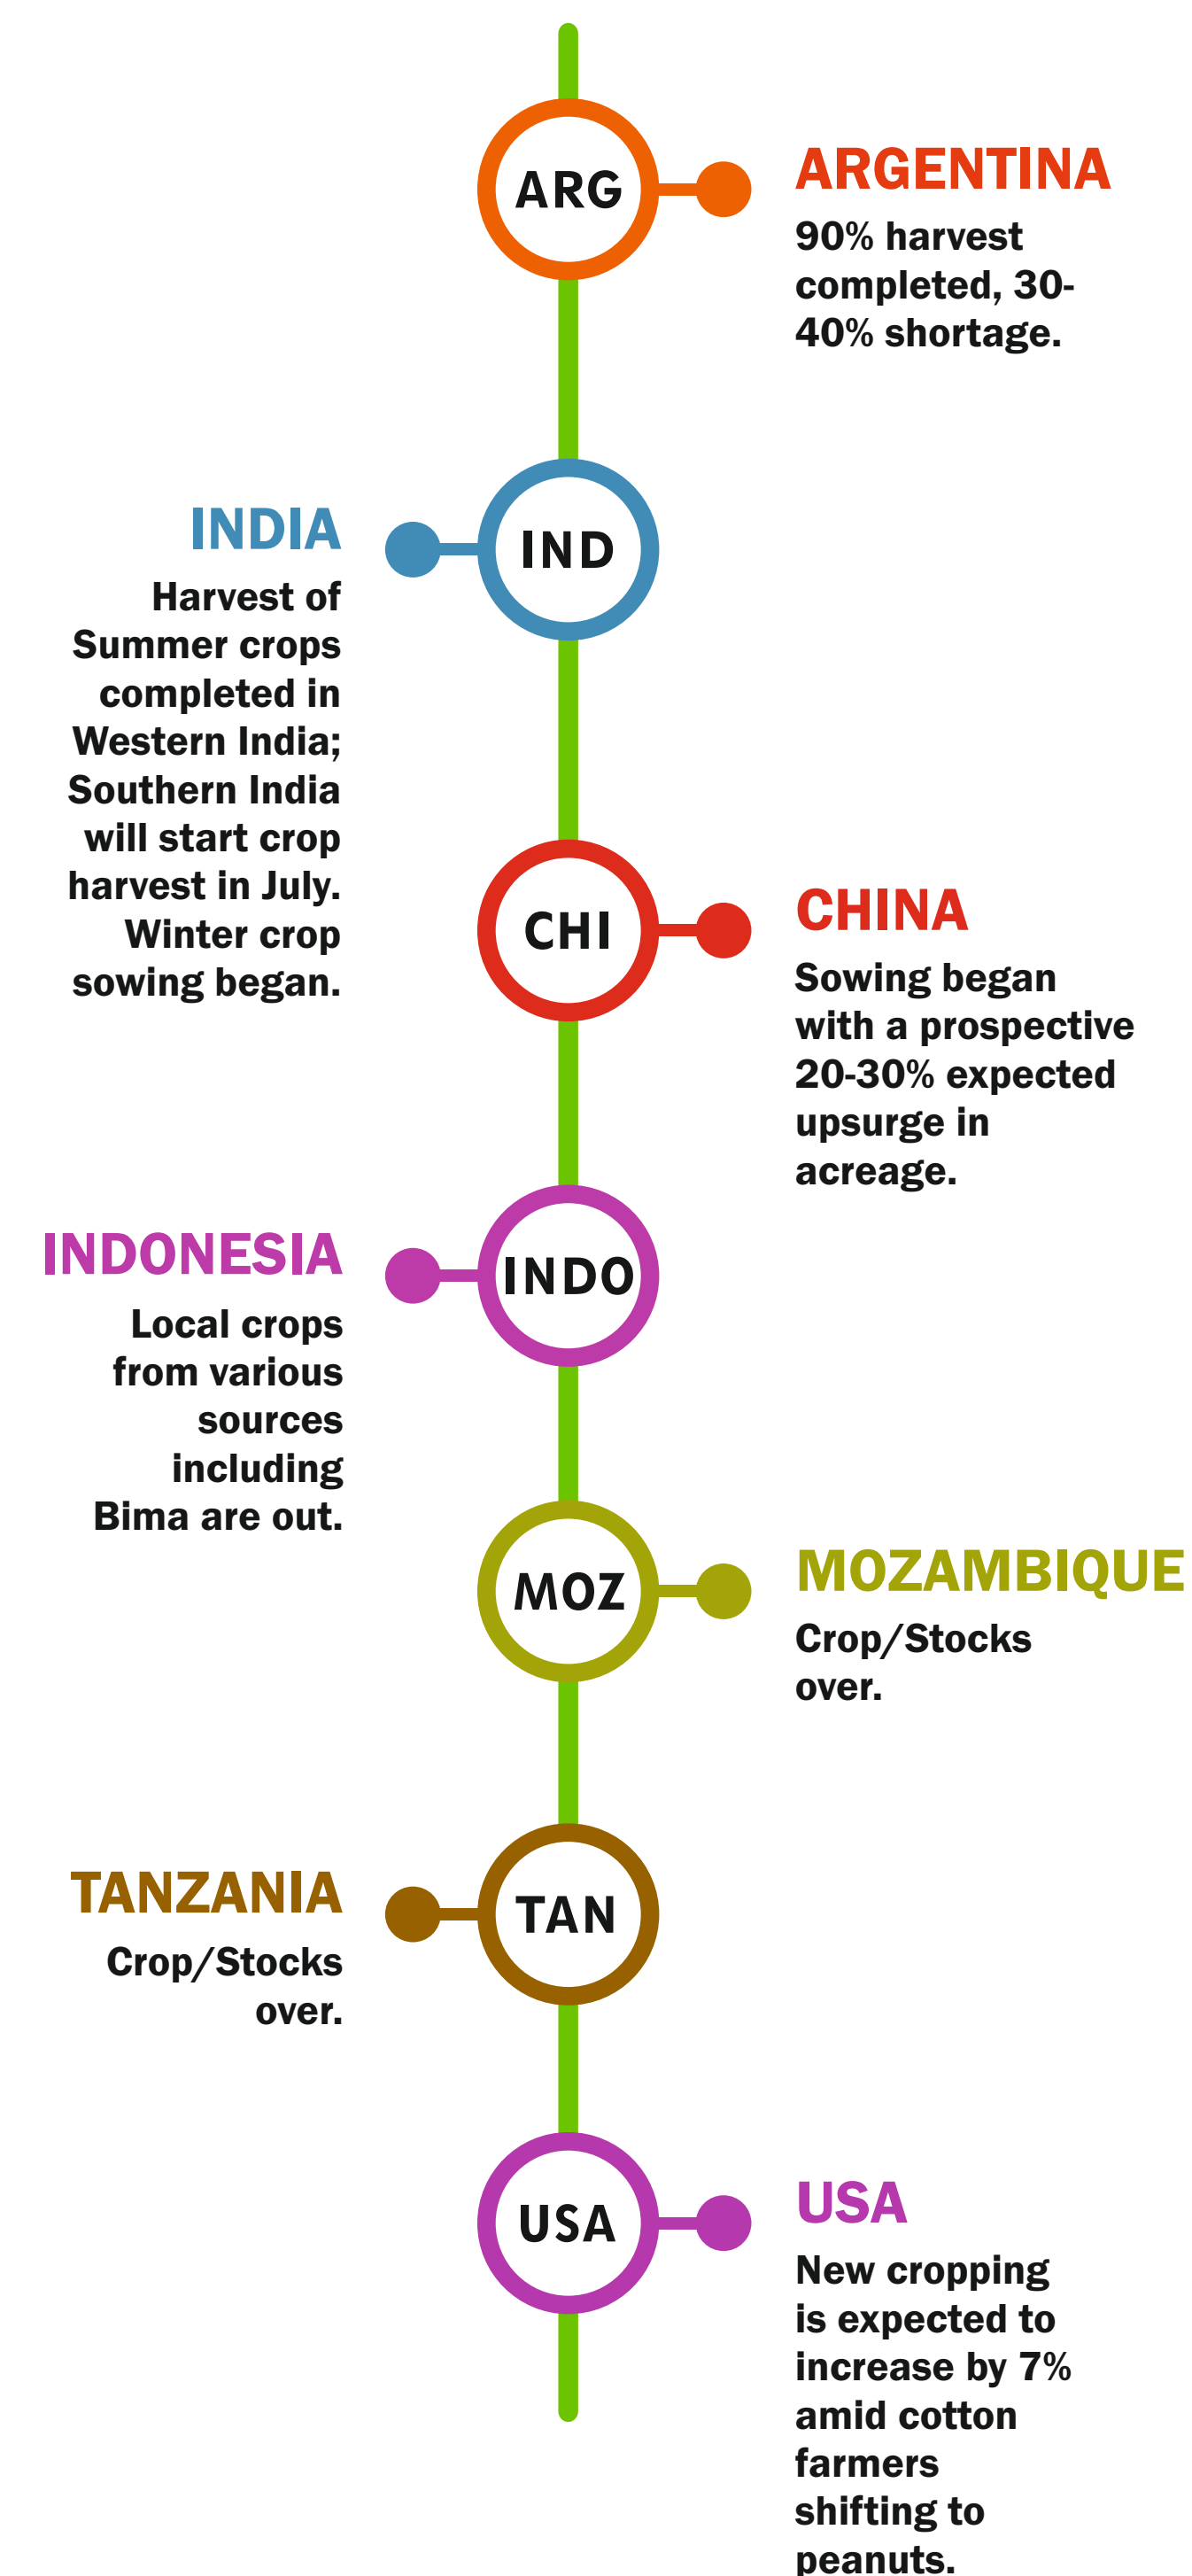 ARG
ARGENTINA
90% harvest
completed, 30-
40% shortage.
IND
INDIA
Harvest of
Summer crops
completed in
Western India;
Southern India
will start crop
harvest in July.
Winter crop
sowing began.
CHI
CHINA
Sowing began
with a prospective
20-30% expected
upsurge in
acreage.
INDO
INDONESIA
Local crops
from various
sources
including
Bima are out.
MOZ
MOZAMBIQUE
Crop/Stocks
over.
TAN
TANZANIA
Crop/Stocks
over.
USA
USA
New cropping
is expected to
increase by 7%
amid cotton
farmers
shifting to
peanuts.